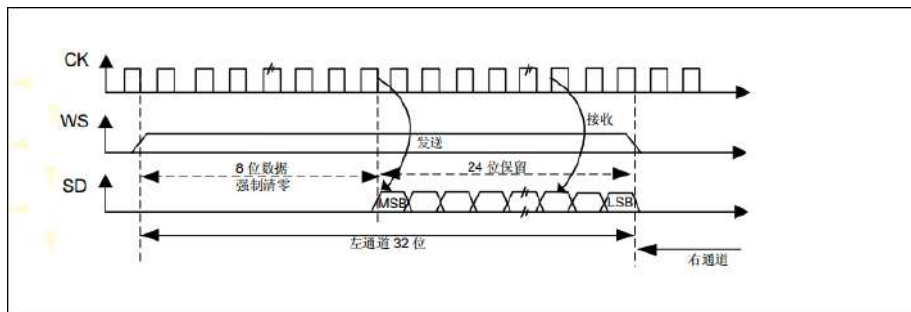 CK
WS
接收
发送
8 位数据
强制清零
24 位保留
SD
MSB
LSB
左通道 32 位
右通道